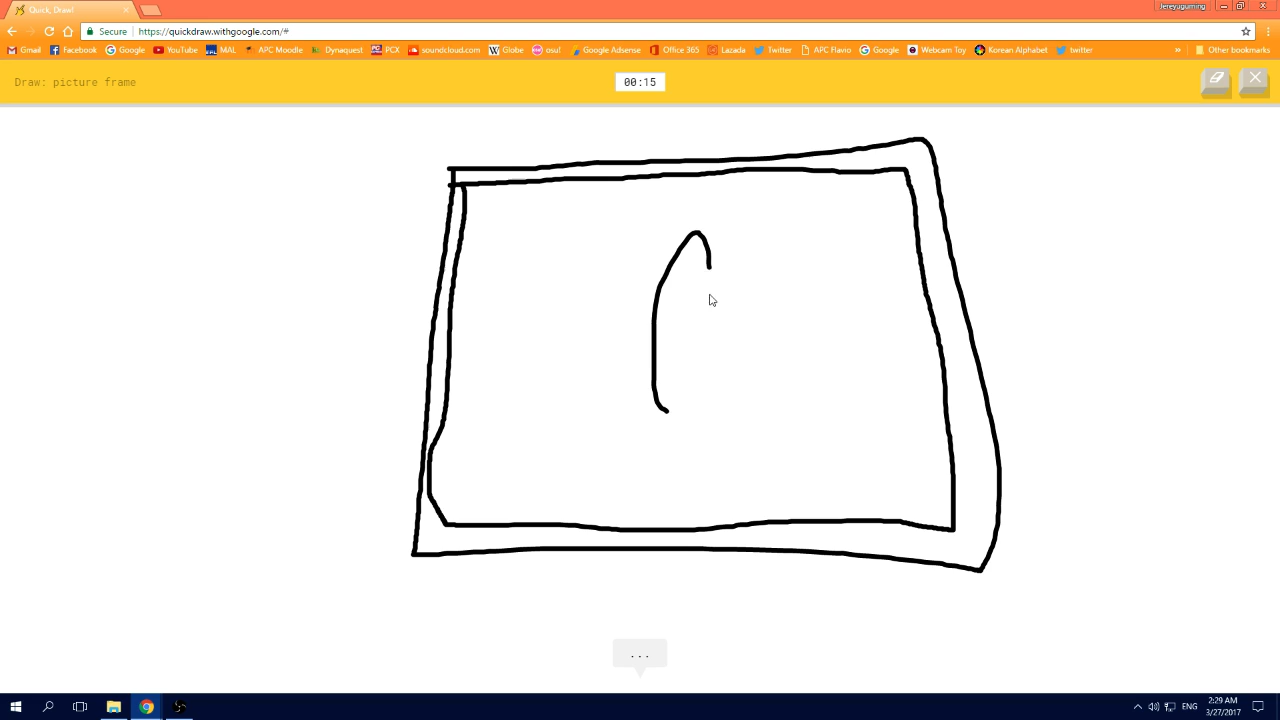 Quick, Draw!
Jereyuguming
Secure https://quickdraw.withgoogle.com/#
Gmail Facebook Google YouTube MAL APC Moodle Dynaquest PCX soundcloud.com Globe osu! Google Adsense Office 365 Lazada Twitter APC Flavio Google Webcam Toy Korean Alphabet twitter » Other bookmarks
Draw: picture frame
00:15
...
ENG
2:29 AM
3/27/2017